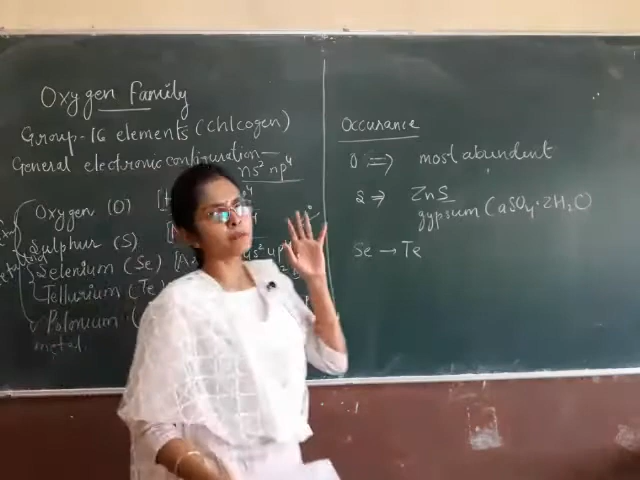 Oxygen family
Group-16 elements (chlcogen)
General electronic configuration—
ns² np⁴
Oxygen (O)
Sulphur (S)
Selenium (Se) [A
Tellurium (Te
Polonium (
metal.
Occurance
O ⇒ most abundent
S ⇒ ZnS
gypsum CaSO₄·2H₂O
Se → Te